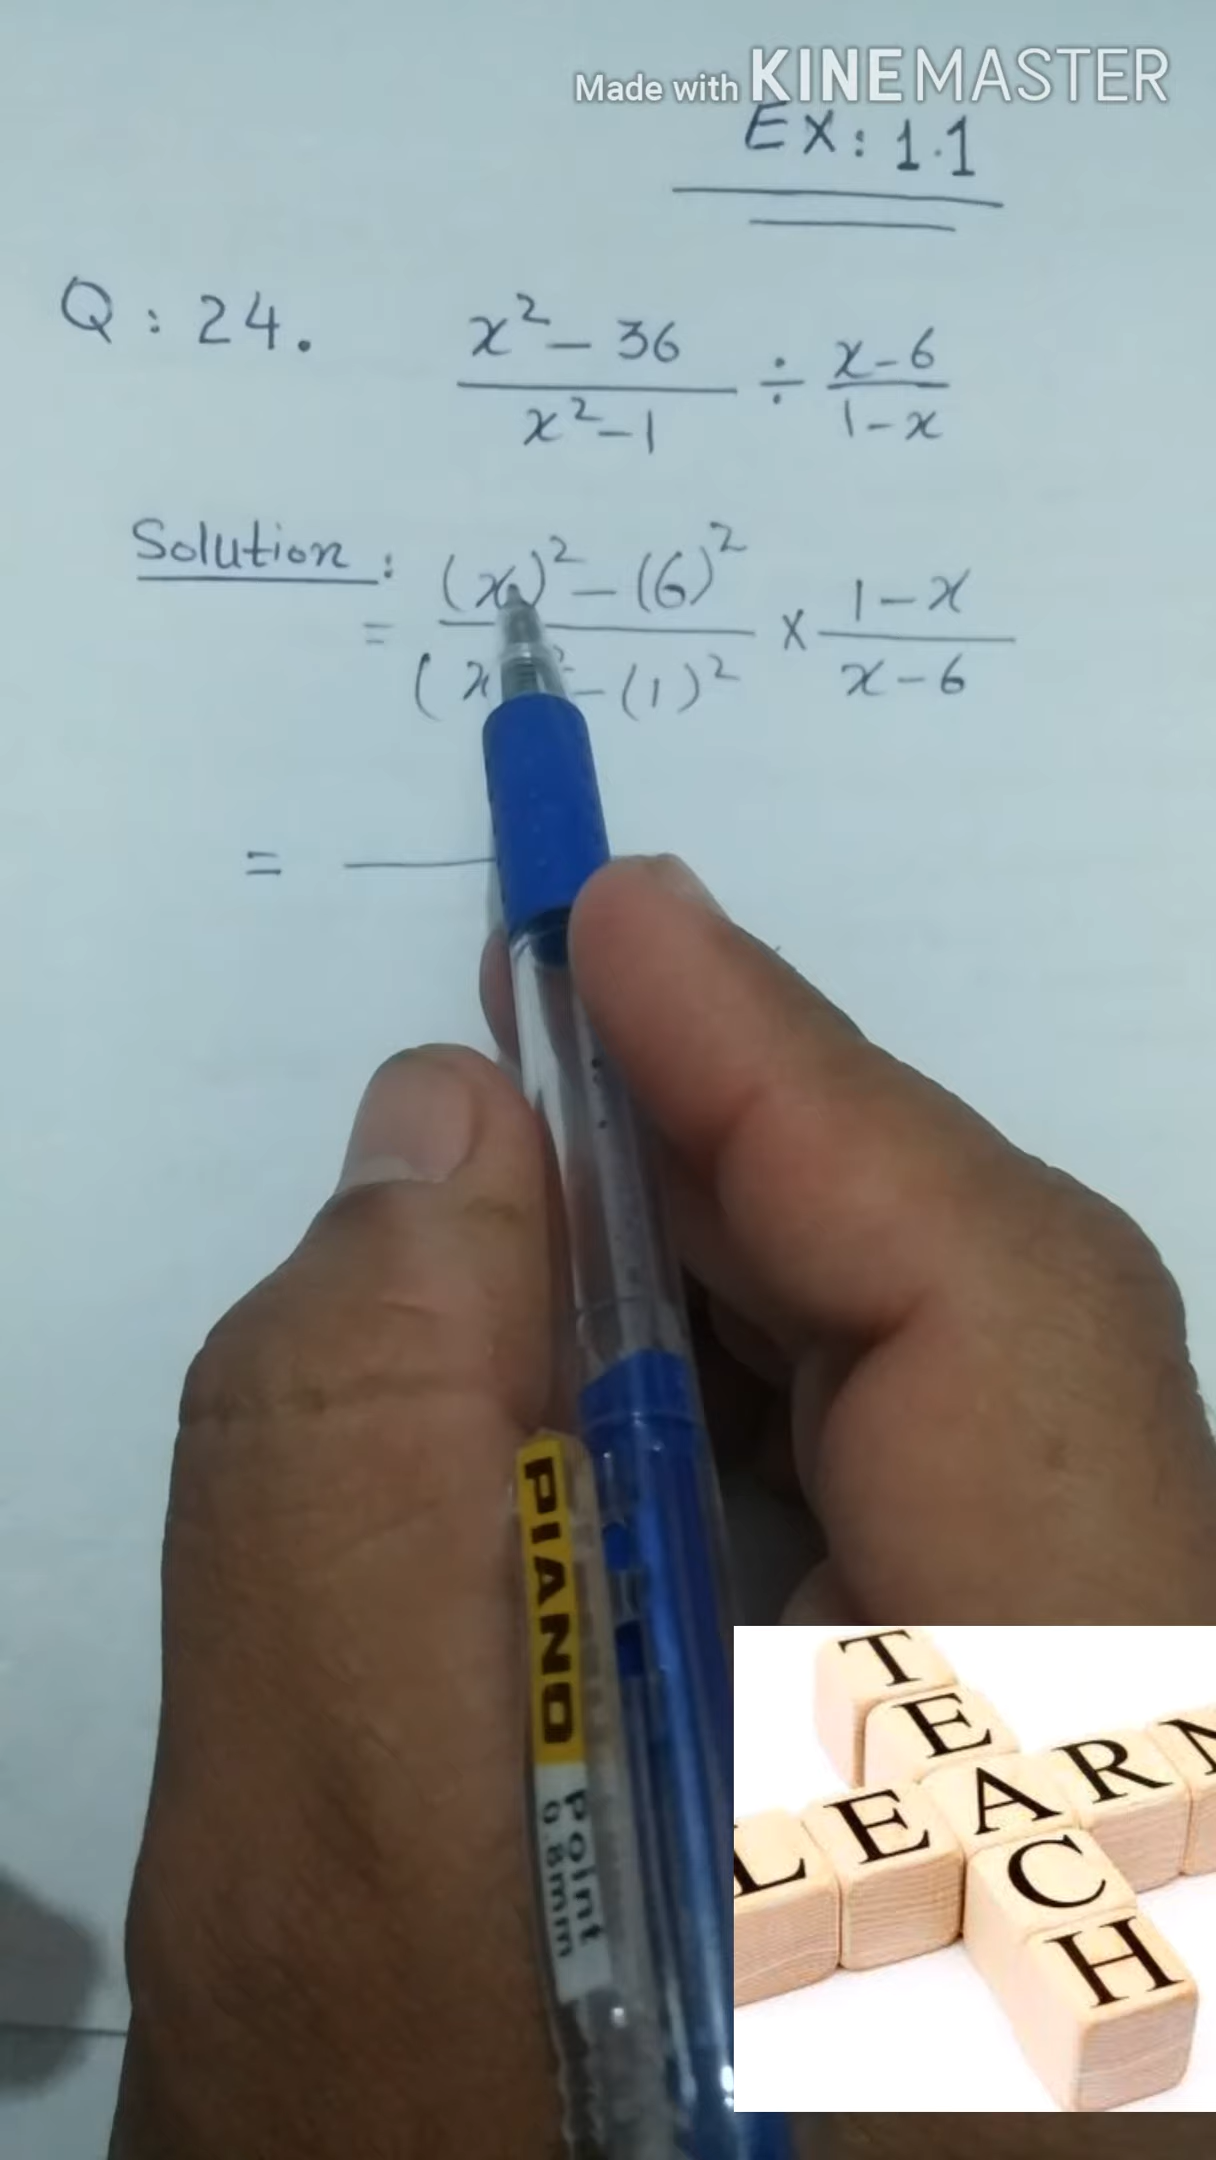 Made with KINEMASTER
EX: 1.1
Q: 24. x² - 36 / x² - 1 ÷ x - 6 / 1 - x
Solution:
= (x)² - (6)² / (x)² - (1)² × 1 - x / x - 6
=
PIANO
Point
0.8mm
TEACH
LEARN